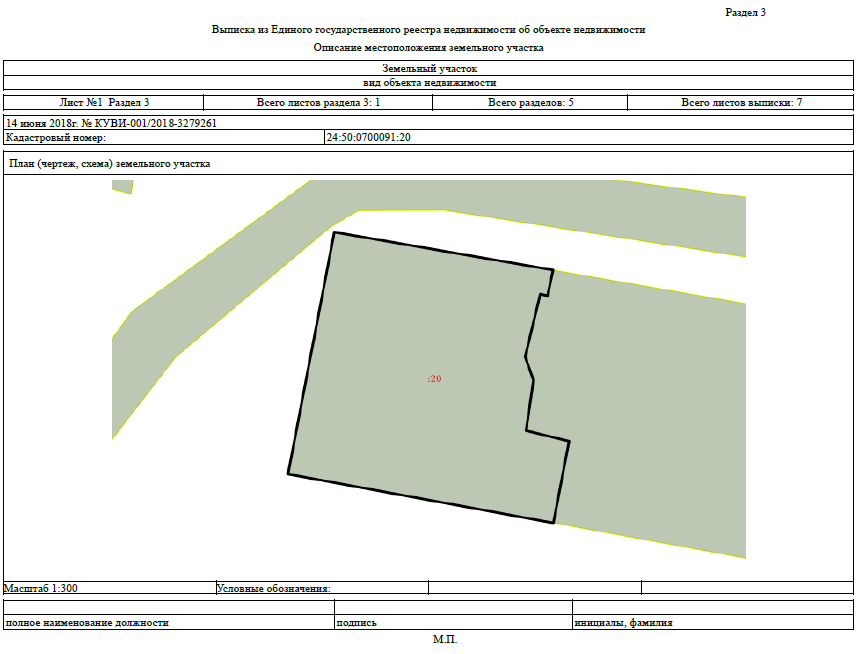 Раздел 3
Выписка из Единого государственного реестра недвижимости об объекте недвижимости
Описание местоположения земельного участка
Земельный участок
вид объекта недвижимости
Лист №1 Раздел 3 Всего листов раздела 3: 1 Всего разделов: 5 Всего листов выписки: 7
14 июня 2018г. № КУВИ-001/2018-3279261
Кадастровый номер: 24:50:0700091:20
План (чертеж, схема) земельного участка
:20
Масштаб 1:300 Условные обозначения:
полное наименование должности подпись инициалы, фамилия
М.П.